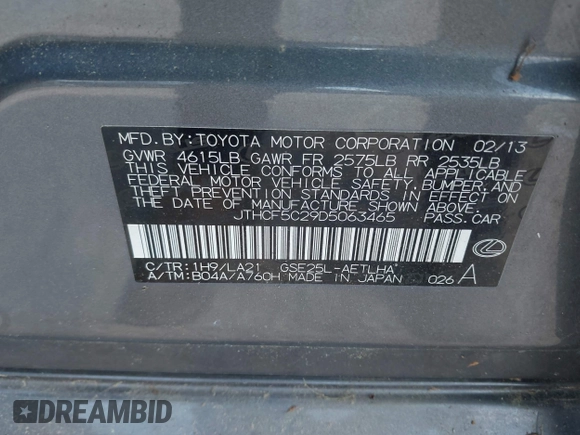 MFD.BY:TOYOTA MOTOR CORPORATION 02/13
GVWR 4615LB GAWR FR 2575LB RR 2535LB
THIS VEHICLE CONFORMS TO ALL APPLICABLE
FEDERAL MOTOR VEHICLE SAFETY, BUMPER, AND
THEFT PREVENTION STANDARDS IN EFFECT ON
THE DATE OF MANUFACTURE SHOWN ABOVE.
JTHCF5C29D5063465 PASS.CAR
C/TR:1H9/LA21 GSE25L-AETLHA
A/TM:B04A/A760H MADE IN JAPAN 026 A
DREAMBID